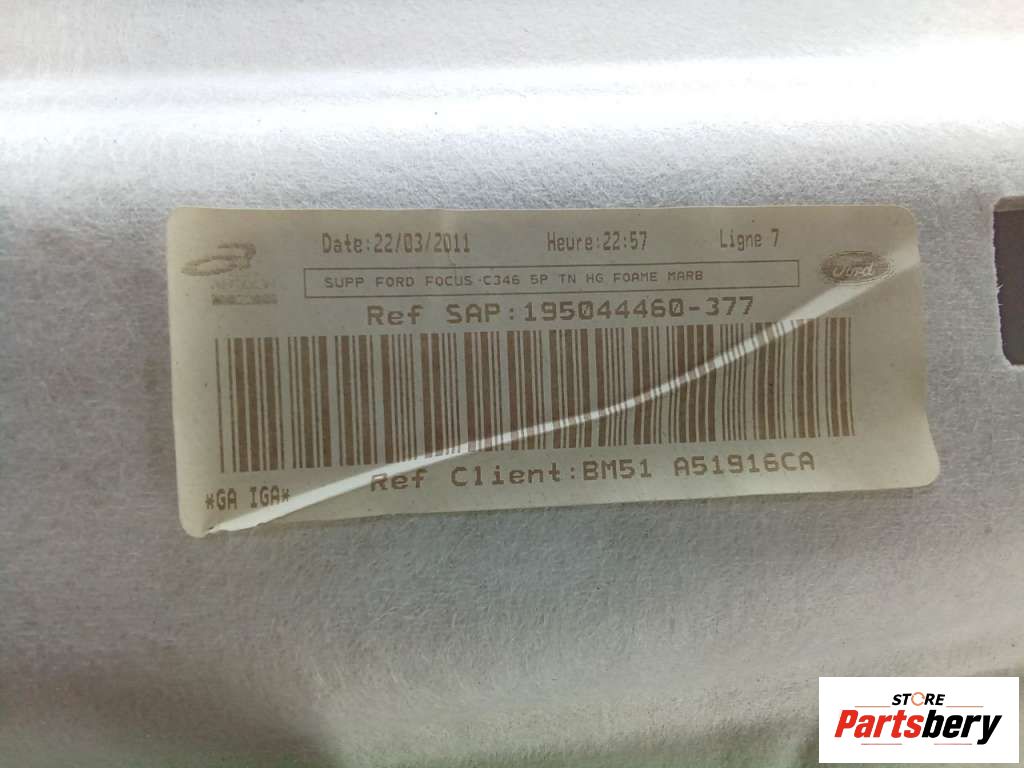 Date:22/03/2011 Heure:22:57 Ligne 7
SUPP FORD FOCUS C346 5P TN HG FOAME MARB
Ford
Ref SAP:195044460-377
Ref Client:BM51 A51916CA
*GA IGA*
STORE
Partsbery